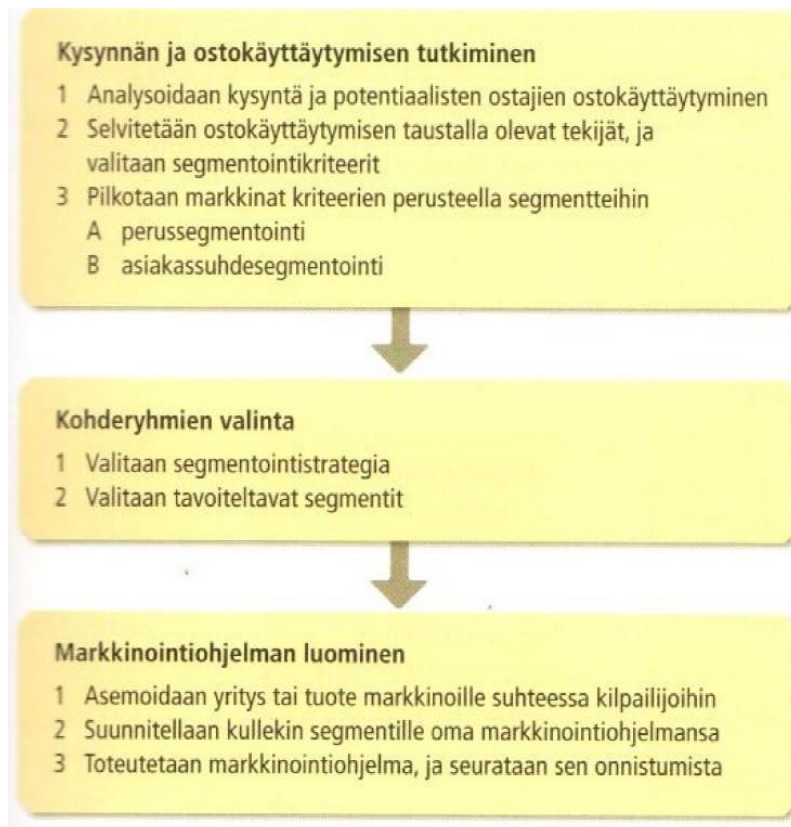 Kysynnän ja ostokäyttäytymisen tutkiminen
1 Analysoidaan kysyntä ja potentiaalisten ostajien ostokäyttäytyminen
2 Selvitetään ostokäyttäytymisen taustalla olevat tekijät, ja
valitaan segmentointikriteerit
3 Pilkotaan markkinat kriteerien perusteella segmentteihin
A perussegmentointi
B asiakassuhdesegmentointi
Kohderyhmien valinta
1 Valitaan segmentointistrategia
2 Valitaan tavoiteltavat segmentit
Markkinointiohjelman luominen
1 Asemoidaan yritys tai tuote markkinoille suhteessa kilpailijoihin
2 Suunnitellaan kullekin segmentille oma markkinointiohjelmansa
3 Toteutetaan markkinointiohjelma, ja seurataan sen onnistumista